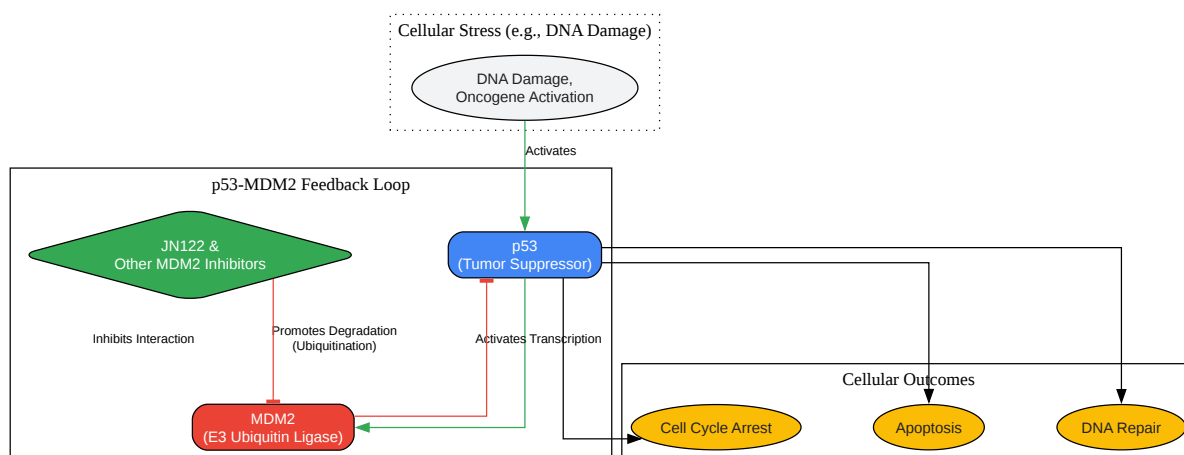 Cellular Stress (e.g., DNA Damage)
DNA Damage,
Oncogene Activation
Activates
p53-MDM2 Feedback Loop
JN122 &
Other MDM2 Inhibitors
p53
(Tumor Suppressor)
Inhibits Interaction
Promotes Degradation
(Ubiquitination)
Activates Transcription
Cellular Outcomes
MDM2
(E3 Ubiquitin Ligase)
Cell Cycle Arrest
Apoptosis
DNA Repair